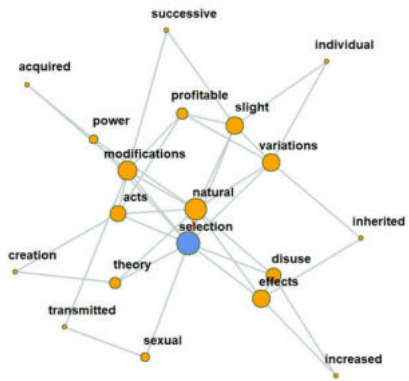 successive
individual
acquired
profitable
slight
power
modifications
variations
natural
acts
selection
inherited
creation
theory
disuse
effects
transmitted
sexual
increased